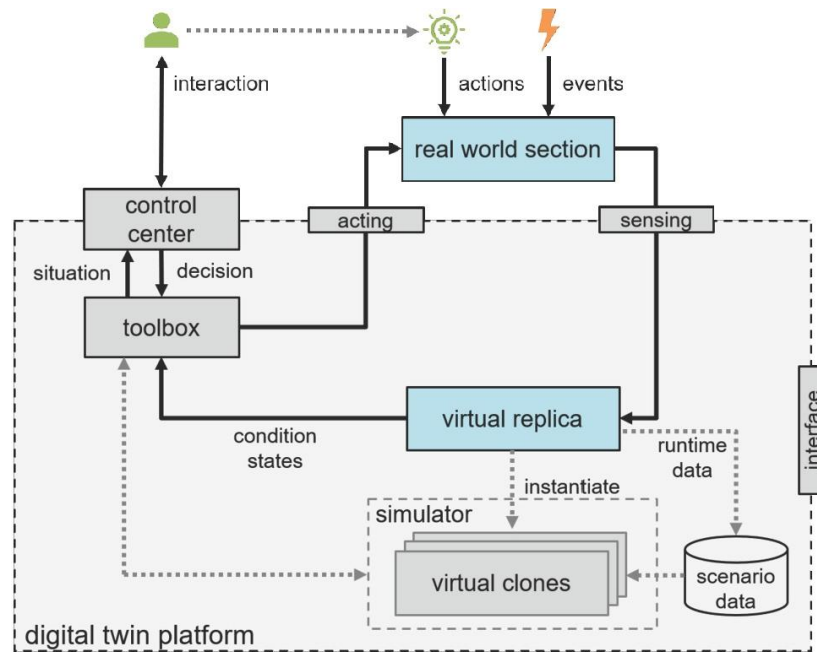 interaction
actions
events
real world section
control
center
acting
sensing
situation
decision
toolbox
interface
virtual replica
condition
states
runtime
data
instantiate
simulator
virtual clones
scenario
data
digital twin platform